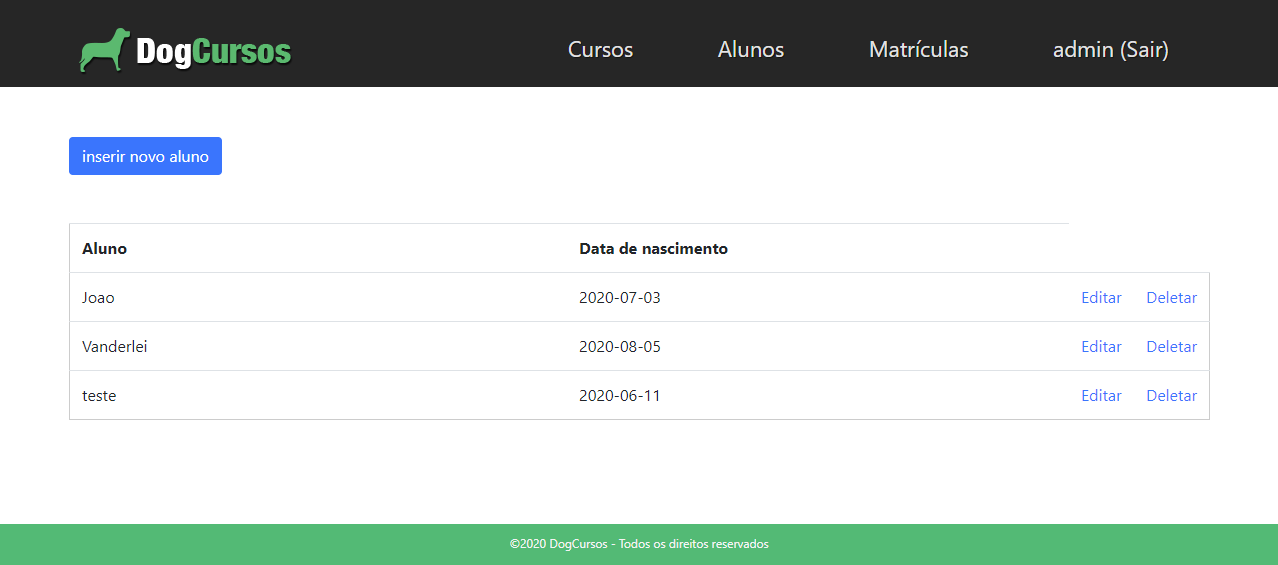 DogCursos Cursos Alunos Matrículas admin (Sair)
inserir novo aluno
Aluno Data de nascimento
Joao 2020-07-03 Editar Deletar
Vanderlei 2020-08-05 Editar Deletar
teste 2020-06-11 Editar Deletar
©2020 DogCursos - Todos os direitos reservados